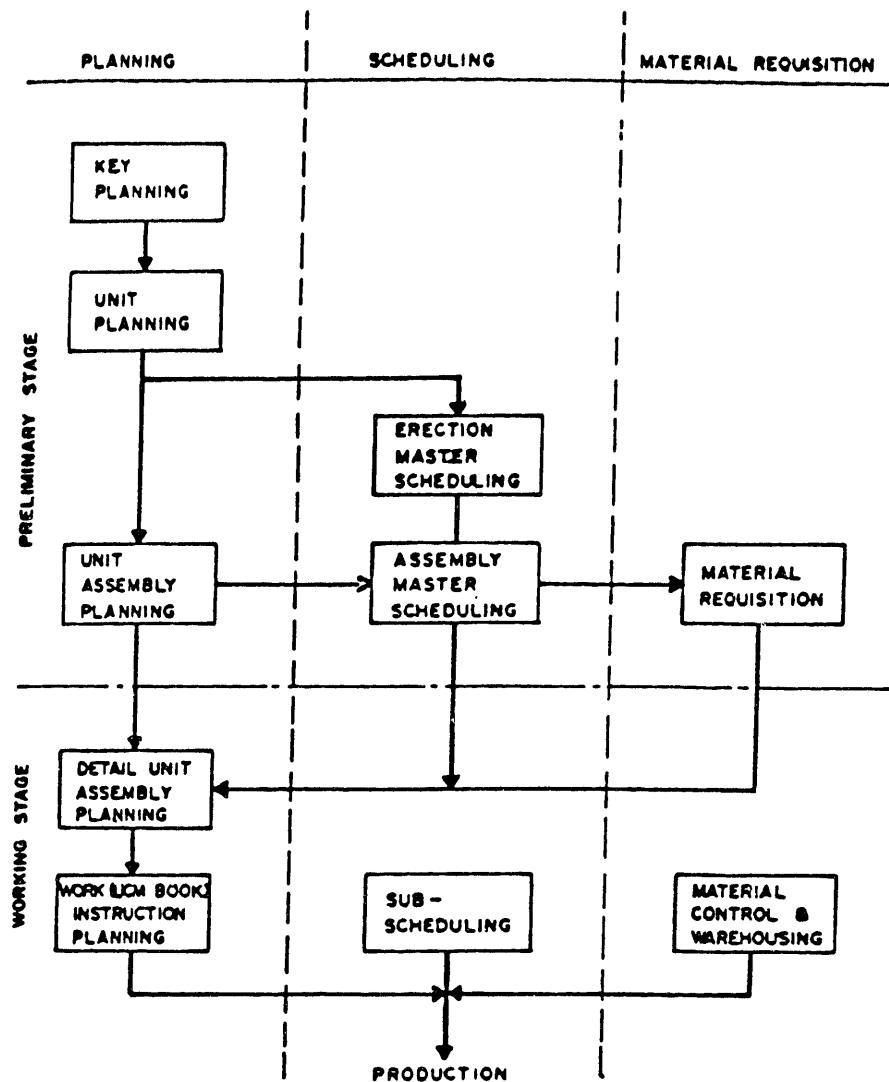 PLANNING
SCHEDULING
MATERIAL REQUISITION
KEY
PLANNING
UNIT
PLANNING
PRELIMINARY STAGE
ERECTION
MASTER
SCHEDULING
UNIT
ASSEMBLY
PLANNING
ASSEMBLY
MASTER
SCHEDULING
MATERIAL
REQUISITION
WORKING STAGE
DETAIL UNIT
ASSEMBLY
PLANNING
WORK (UCM BOOK)
INSTRUCTION
PLANNING
SUB-
SCHEDULING
MATERIAL
CONTROL &
WAREHOUSING
PRODUCTION